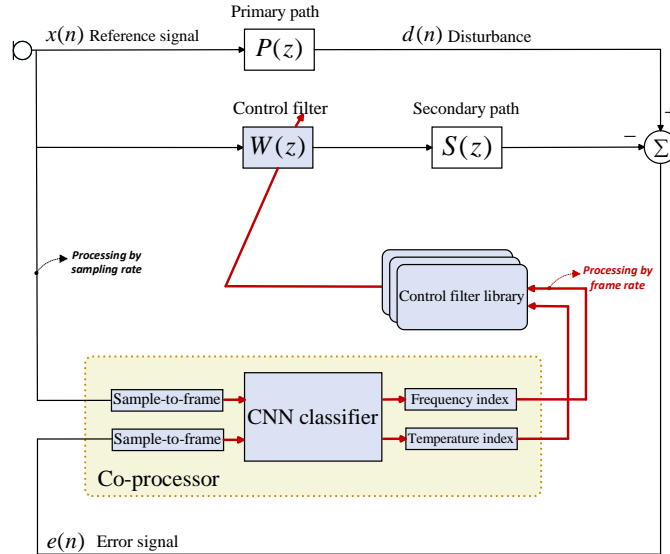 Primary path
x(n) Reference signal
P(z)
d(n) Disturbance
Control filter
Secondary path
+
−
W(z)
S(z)
Σ
Processing by
sampling rate
Processing by
frame rate
Control filter library
Sample-to-frame
CNN classifier
Frequency index
Sample-to-frame
Temperature index
Co-processor
e(n) Error signal